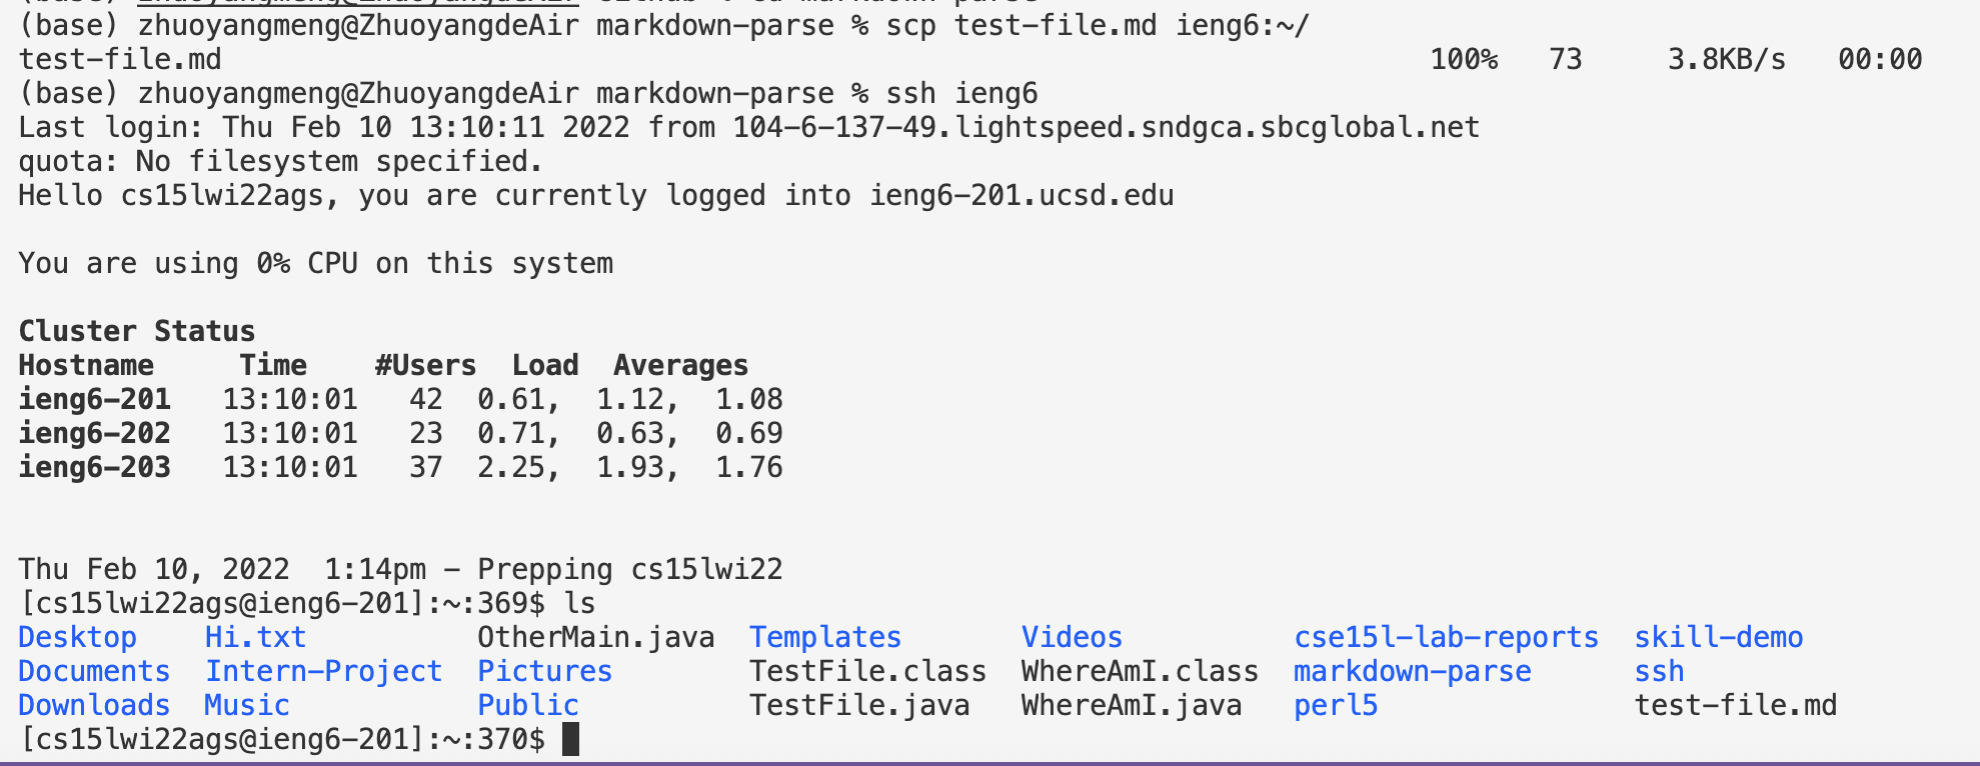 (base) zhuoyangmeng@ZhuoyangdeAir markdown-parse % scp test-file.md ieng6:~/
test-file.md 100% 73 3.8KB/s 00:00
(base) zhuoyangmeng@ZhuoyangdeAir markdown-parse % ssh ieng6
Last login: Thu Feb 10 13:10:11 2022 from 104-6-137-49.lightspeed.sndgca.sbcglobal.net
quota: No filesystem specified.
Hello cs15lwi22ags, you are currently logged into ieng6-201.ucsd.edu
You are using 0% CPU on this system
Cluster Status
Hostname Time #Users Load Averages
ieng6-201 13:10:01 42 0.61, 1.12, 1.08
ieng6-202 13:10:01 23 0.71, 0.63, 0.69
ieng6-203 13:10:01 37 2.25, 1.93, 1.76
Thu Feb 10, 2022 1:14pm - Prepping cs15lwi22
[cs15lwi22ags@ieng6-201]:~:369$ ls
Desktop Hi.txt OtherMain.java Templates Videos cse15l-lab-reports skill-demo
Documents Intern-Project Pictures TestFile.class WhereAmI.class markdown-parse ssh
Downloads Music Public TestFile.java WhereAmI.java perl5 test-file.md
[cs15lwi22ags@ieng6-201]:~:370$